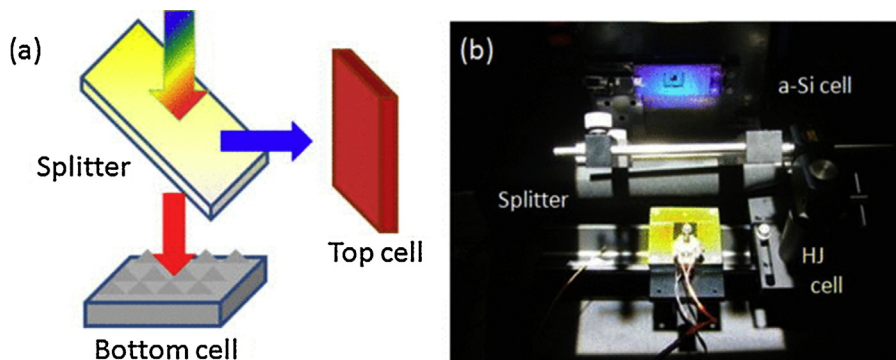 (a)
Splitter
Top cell
Bottom cell
(b)
a-Si cell
Splitter
HJ
cell